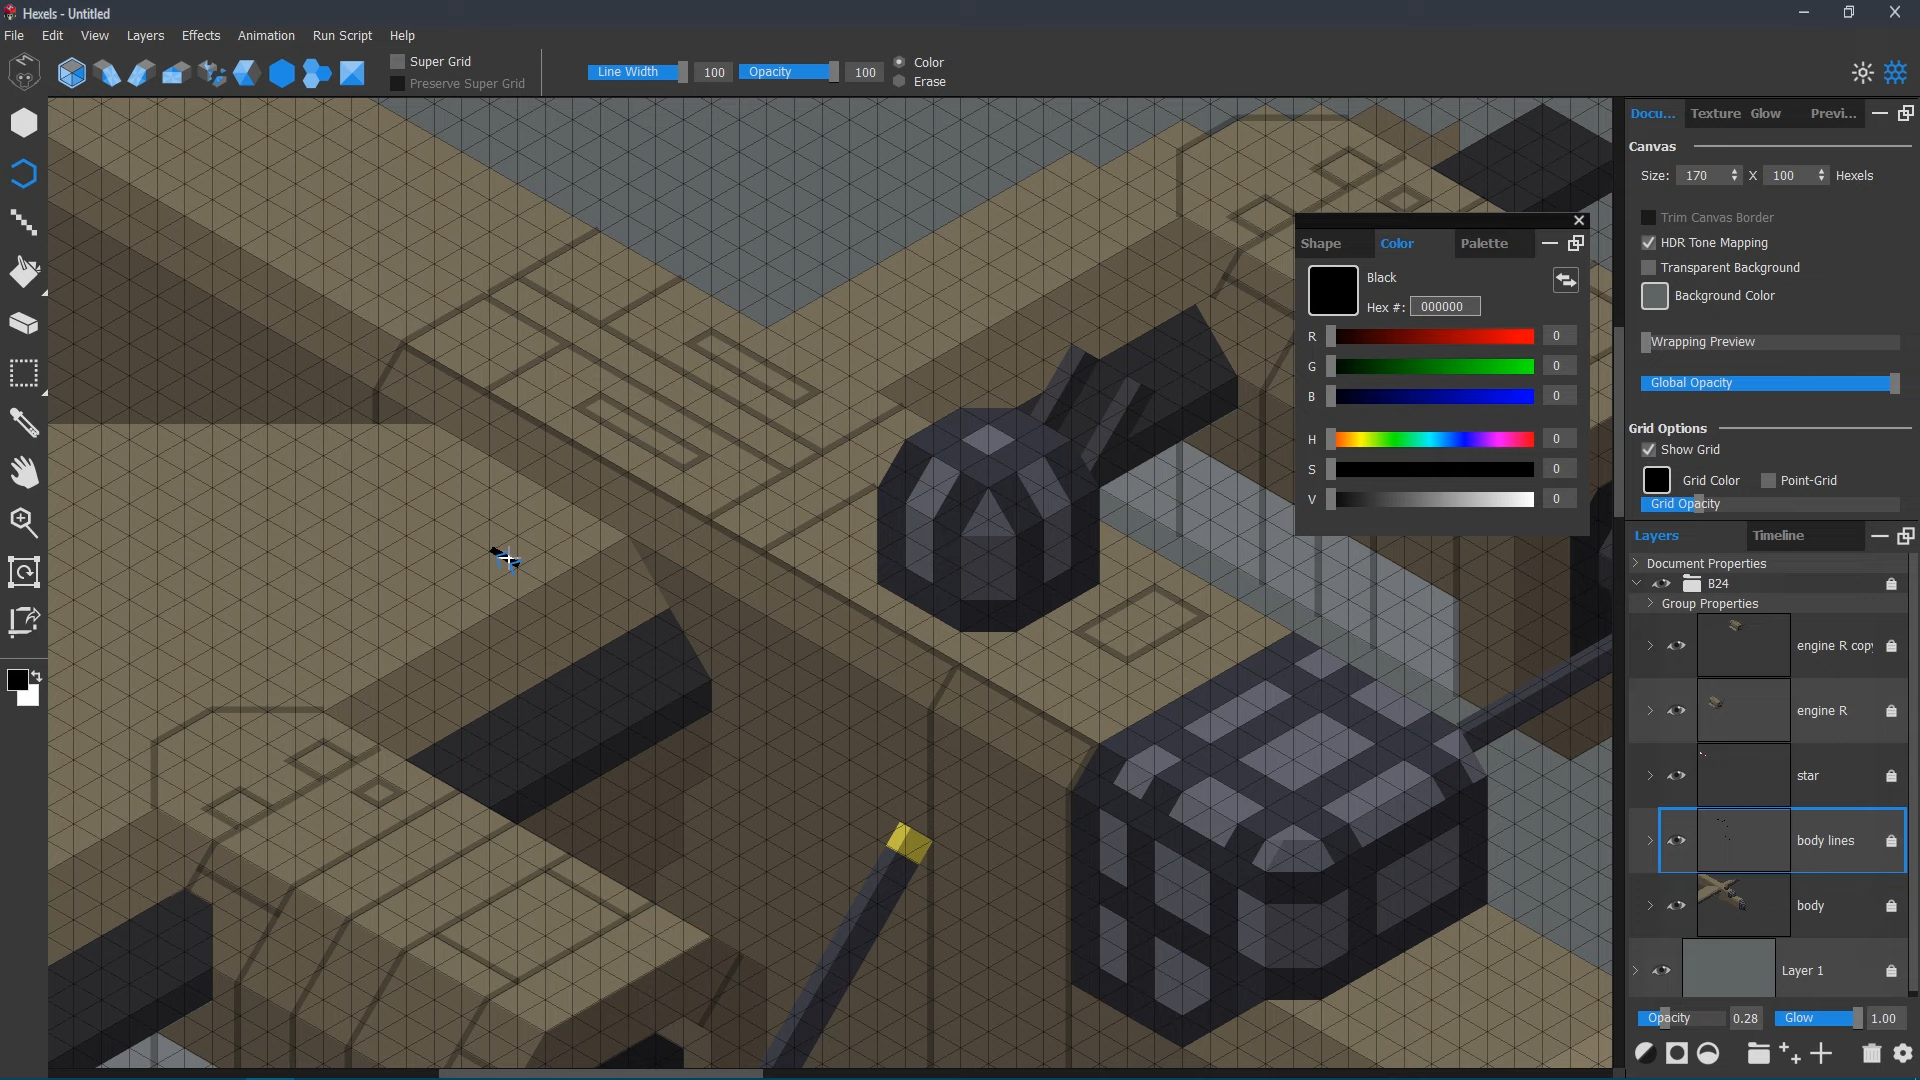 Hexels - Untitled
File Edit View Layers Effects Animation Run Script Help
Super Grid
Preserve Super Grid
Line Width 100 Opacity 100
Color
Erase
Docu... Texture Glow Previ...
Canvas
Size: 170 X 100 Hexels
Trim Canvas Border
HDR Tone Mapping
Transparent Background
Background Color
Wrapping Preview
Global Opacity
Grid Options
Show Grid
Grid Color Point-Grid
Grid Opacity
Shape Color Palette
Black
Hex #: 000000
R 0
G 0
B 0
H 0
S 0
V 0
Layers Timeline
Document Properties
B24
Group Properties
engine R copy
engine R
star
body lines
body
Layer 1
Opacity 0.28 Glow 1.00